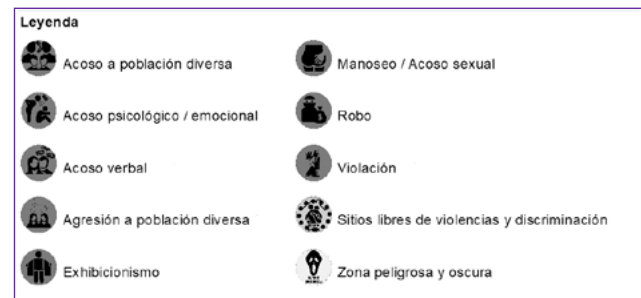 Leyenda
Acoso a población diversa
Manoseo / Acoso sexual
Acoso psicológico / emocional
Robo
Acoso verbal
Violación
Agresión a población diversa
Sitios libres de violencias y discriminación
Exhibicionismo
Zona peligrosa y oscura